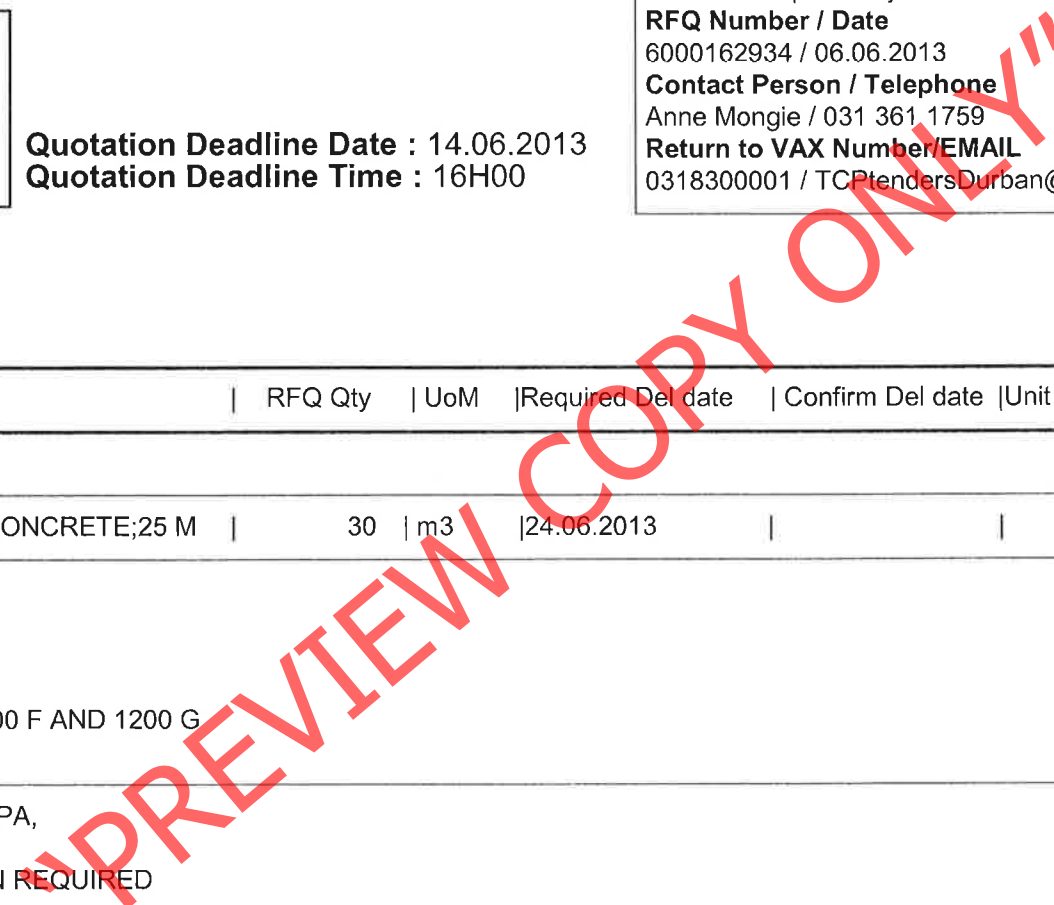 RFQ Number / Date
6000162934 / 06.06.2013
Contact Person / Telephone
Anne Mongie / 031 361 1759
Return to VAX Number/EMAIL
0318300001 / TCPtendersDurban@
Quotation Deadline Date : 14.06.2013
Quotation Deadline Time : 16H00
| RFQ Qty | UoM |Required Del date | Confirm Del date |Unit
ONCRETE;25 M | 30 | m3 |24.06.2013 | |
00 F AND 1200 G
PA,
N REQUIRED
"PREVIEW COPY ONLY"